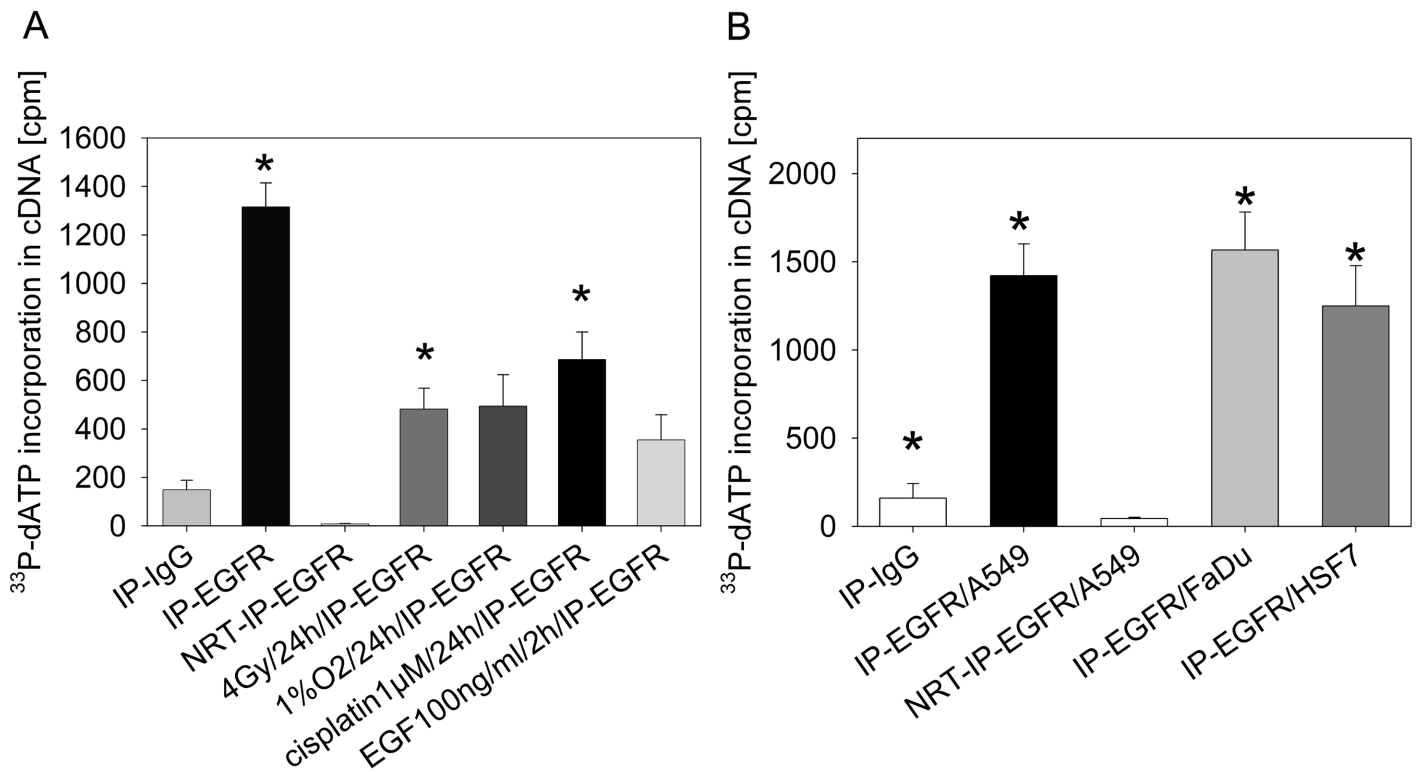 A
³³P-dATP incorporation in cDNA [cpm]
1600
1400
1200
1000
800
600
400
200
0
*
*
*
IP-IgG
IP-EGFR
NRT-IP-EGFR
4Gy/24h/IP-EGFR
1%O2/24h/IP-EGFR
cisplatin1µM/24h/IP-EGFR
EGF100ng/ml/2h/IP-EGFR
B
³³P-dATP incorporation in cDNA [cpm]
2000
1500
1000
500
0
*
*
*
*
IP-IgG
IP-EGFR/A549
NRT-IP-EGFR/A549
IP-EGFR/FaDu
IP-EGFR/HSF7